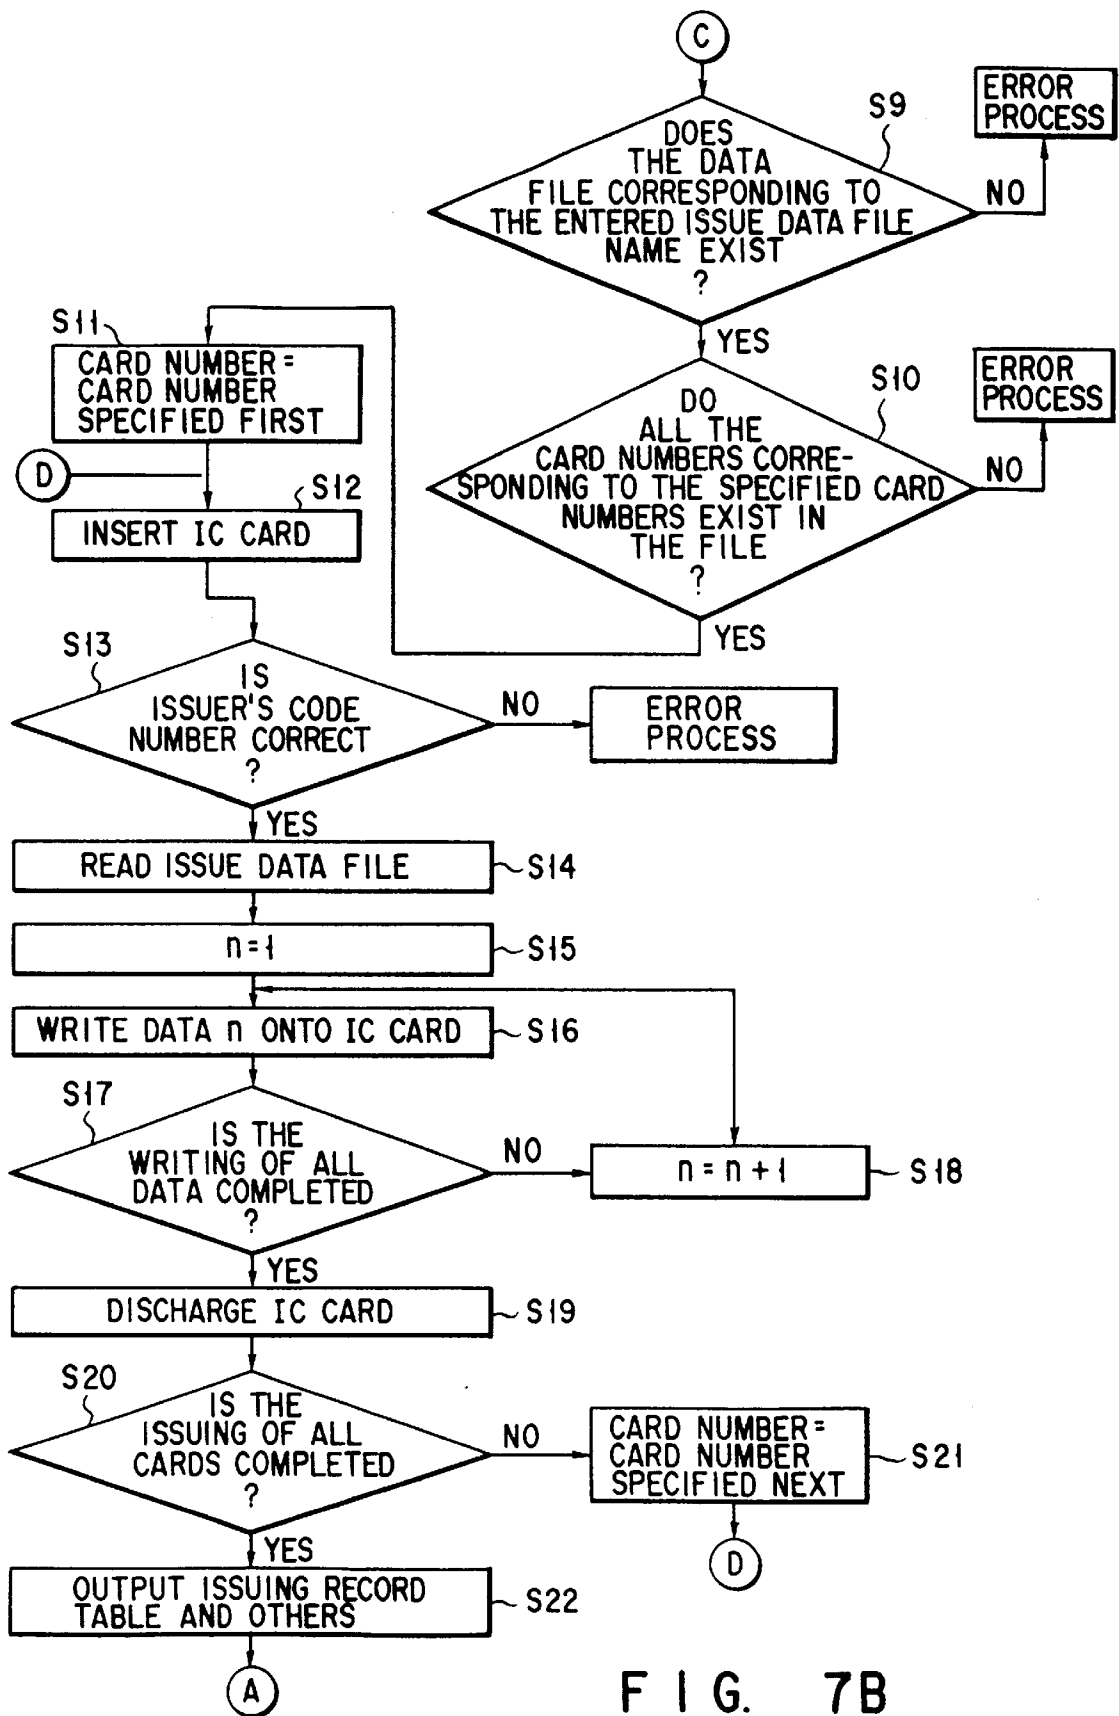 C
S9
DOES
THE DATA
FILE CORRESPONDING TO
THE ENTERED ISSUE DATA FILE
NAME EXIST
?
NO
ERROR
PROCESS
YES
S10
DO
ALL THE
CARD NUMBERS CORRE-
SPONDING TO THE SPECIFIED CARD
NUMBERS EXIST IN
THE FILE
?
NO
ERROR
PROCESS
YES
S11
CARD NUMBER=
CARD NUMBER
SPECIFIED FIRST
D
S12
INSERT IC CARD
S13
IS
ISSUER'S CODE
NUMBER CORRECT
?
NO
ERROR
PROCESS
YES
READ ISSUE DATA FILE
S14
n=1
S15
WRITE DATA n ONTO IC CARD
S16
S17
IS THE
WRITING OF ALL
DATA COMPLETED
?
NO
n=n+1
S18
YES
DISCHARGE IC CARD
S19
S20
IS THE
ISSUING OF ALL
CARDS COMPLETED
?
NO
CARD NUMBER=
CARD NUMBER
SPECIFIED NEXT
S21
D
YES
OUTPUT ISSUING RECORD
TABLE AND OTHERS
S22
A
FIG. 7B